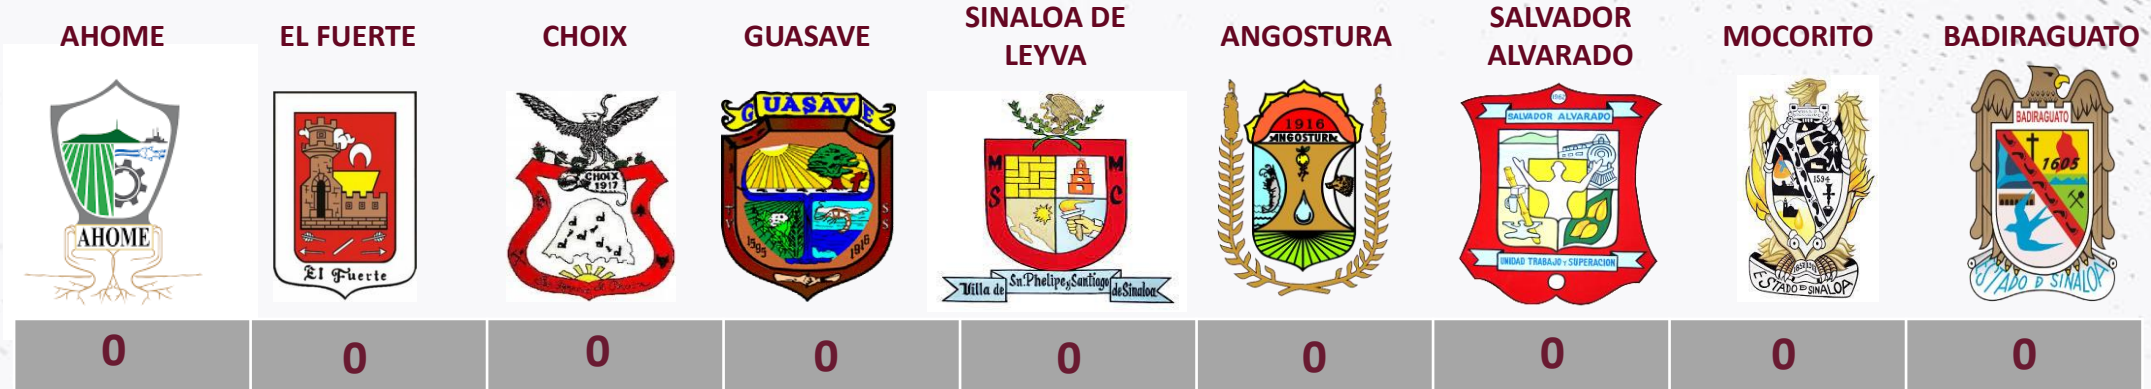 AHOME
EL FUERTE
CHOIX
GUASAVE
SINALOA DE
LEYVA
ANGOSTURA
SALVADOR
ALVARADO
MOCORITO
BADIRAGUATO
AHOME
El Fuerte
CHOIX
1917
GUASAVE
1595
1916
M M
S C
Villa de Sn. Phelipe y Santiago de Sinaloa
1916
ANGOSTURA
1962
SALVADOR ALVARADO
UNIDAD TRABAJO Y SUPERACION
1594
ESTADO D SINALOA
BADIRAGUATO
1605
ESTADO D SINALOA
0
0
0
0
0
0
0
0
0